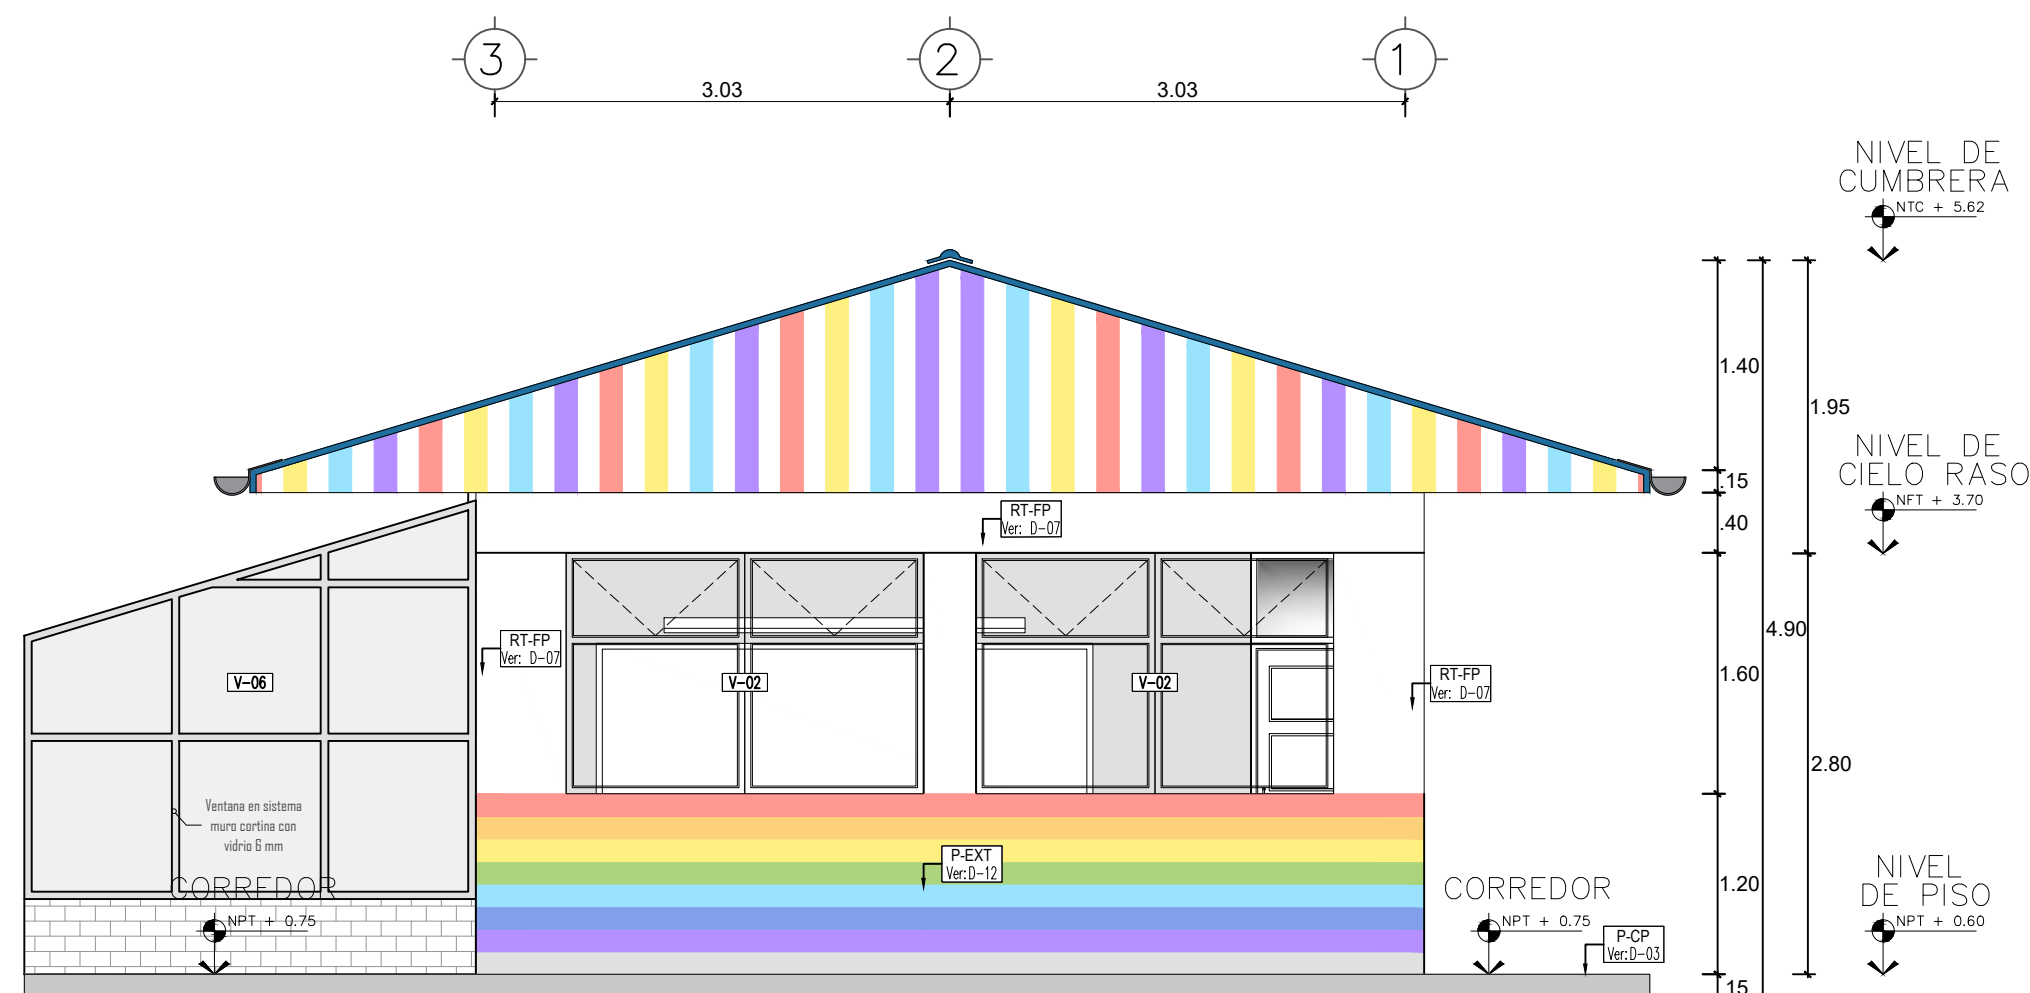 3
2
1
3.03
3.03
NIVEL DE
CUMBRERA
NTC + 5.62
1.40
1.95
NIVEL DE
CIELO RASO
NFT + 3.70
.15
.40
RT-FP
Ver: D-07
RT-FP
Ver: D-07
RT-FP
Ver: D-07
4.90
1.60
V-06
V-02
V-02
2.80
Ventana en sistema
muro cortina con
vidrio 6 mm
P-EXT
Ver:D-12
CORREDOR
NPT + 0.75
CORREDOR
NPT + 0.75
1.20
NIVEL
DE PISO
NPT + 0.60
P-CP
Ver:D-03
.15